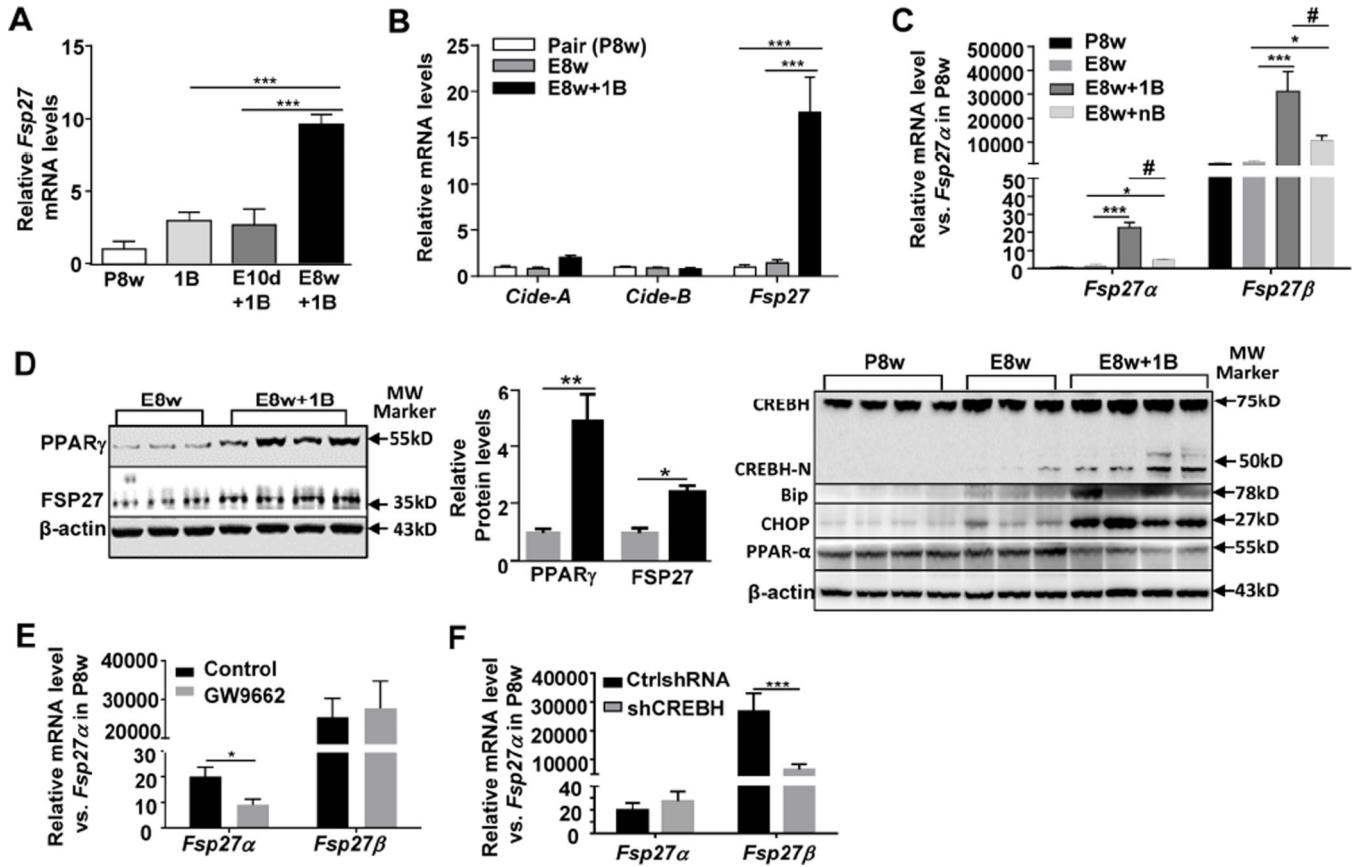 A
Relative Fsp27
mRNA levels
15
10
5
0
***
***
P8w
1B
E10d
+1B
E8w
+1B
B
Relative mRNA levels
25
20
15
10
5
0
Pair (P8w)
E8w
E8w+1B
***
***
Cide-A
Cide-B
Fsp27
C
Relative mRNA level
vs. Fsp27α in P8w
50000
40000
30000
20000
10000
50
40
30
20
10
0
P8w
E8w
E8w+1B
E8w+nB
#
*
***
#
*
***
Fsp27α
Fsp27β
D
E8w
E8w+1B
MW
Marker
PPARγ
55kD
FSP27
35kD
β-actin
43kD
Relative
Protein levels
6
4
2
0
**
*
PPARγ
FSP27
P8w
E8w
E8w+1B
MW
Marker
CREBH
75kD
CREBH-N
50kD
Bip
78kD
CHOP
27kD
PPAR-α
55kD
β-actin
43kD
E
Relative mRNA level
vs. Fsp27α in P8w
40000
30000
20000
30
20
10
0
Control
GW9662
*
Fsp27α
Fsp27β
F
Relative mRNA level
vs. Fsp27α in P8w
40000
30000
20000
10000
40
20
0
CtrlshRNA
shCREBH
***
Fsp27α
Fsp27β